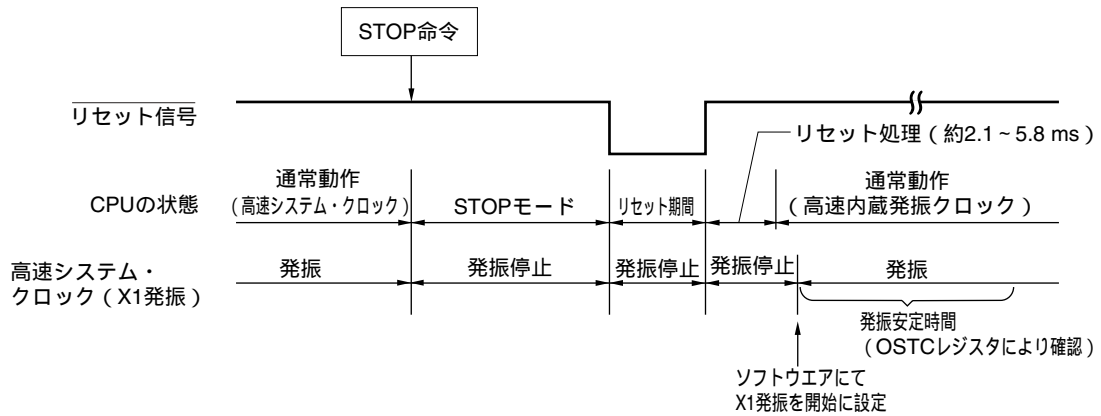 STOP命令
リセット信号
リセット処理（約2.1～5.8 ms）
CPUの状態
通常動作
（高速システム・クロック）
STOPモード
リセット期間
通常動作
（高速内蔵発振クロック）
高速システム・
クロック（X1発振）
発振
発振停止
発振停止
発振停止
発振
発振安定時間
（OSTCレジスタにより確認）
ソフトウエアにて
X1発振を開始に設定